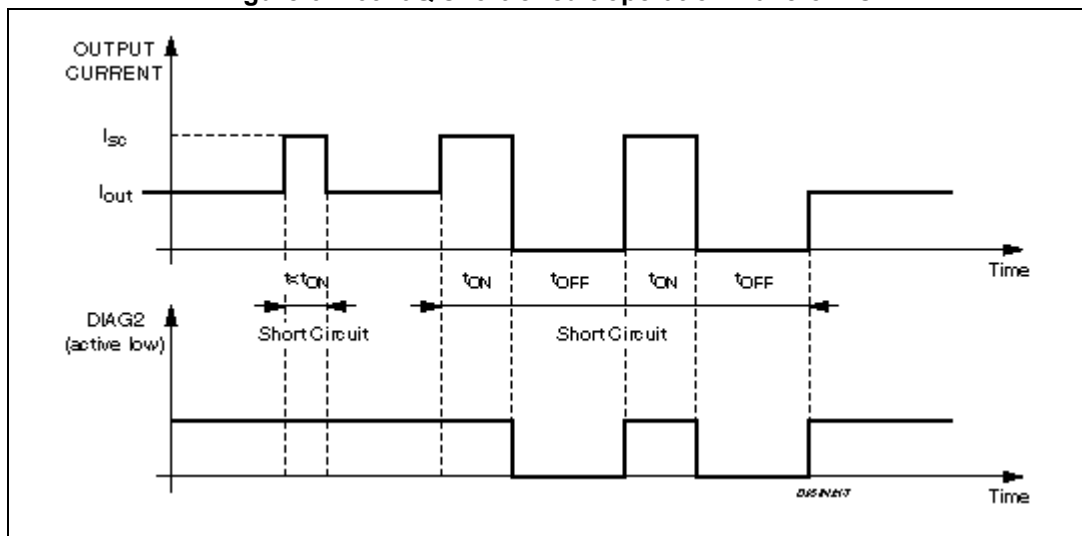 OUTPUT
CURRENT
Isc
Iout
Time
t<tON
tON
tOFF
tON
tOFF
DIAG2
(active low)
Short Circuit
Short Circuit
Time